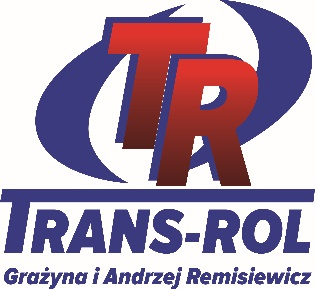 TR
TRANS-ROL
Grażyna i Andrzej Remisiewicz